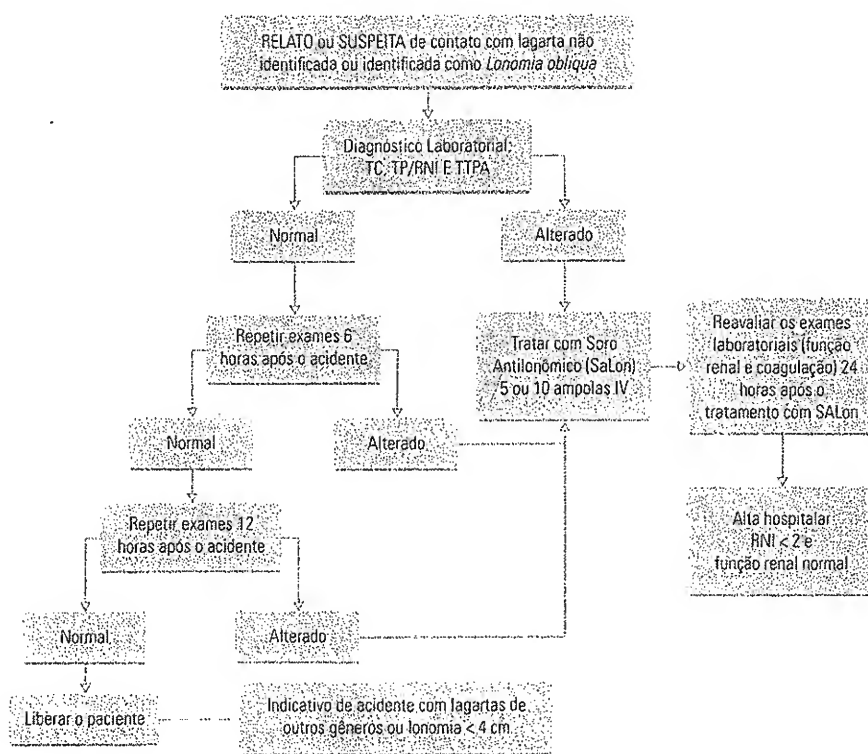 RELATO ou SUSPEITA de contato com lagarta não
identificada ou identificada como Lonomia obliqua
Diagnóstico Laboratorial:
TC, TP/RNI E TTPA
Normal
Alterado
Repetir exames 6
horas após o acidente
Tratar com Soro
Antilonômico (SaLon)
5 ou 10 ampolas IV
Reavaliar os exames
laboratoriais (função
renal e coagulação) 24
horas após o
tratamento com SALon
Normal
Alterado
Repetir exames 12
horas após o acidente
Alta hospitalar
RNI < 2 e
função renal normal
Normal
Alterado
Liberar o paciente
Indicativo de acidente com lagartas de
outros gêneros ou lonomia < 4 cm